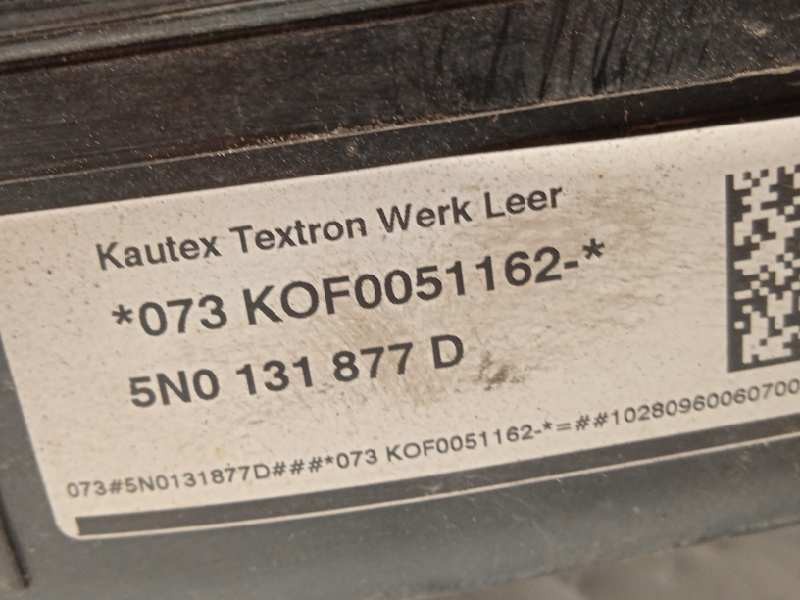 Kautex Textron Werk Leer
*073 KOF0051162-*
5N0 131 877 D
073#5N0131877D###*073 KOF0051162-*=##10280960060700